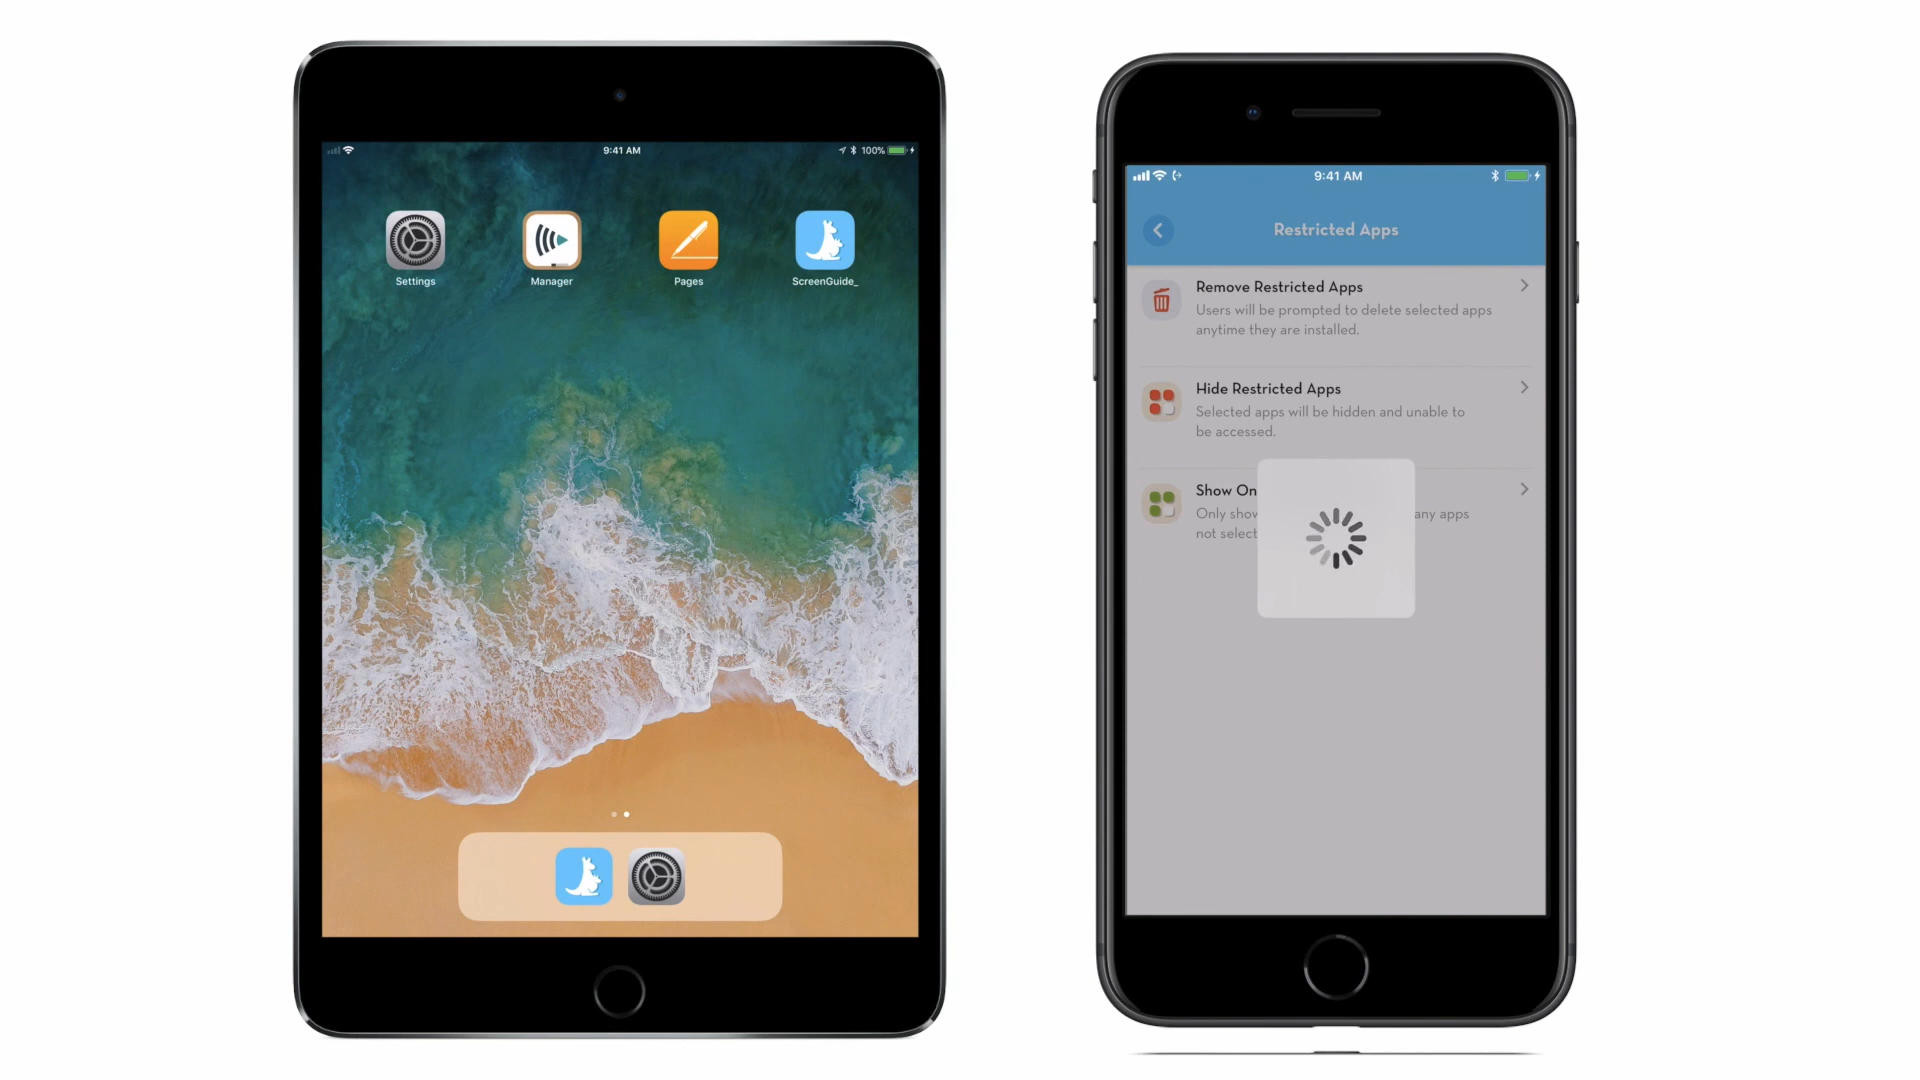 9:41 AM
100%
Settings
Manager
Pages
ScreenGuide_
9:41 AM
Restricted Apps
Remove Restricted Apps
Users will be prompted to delete selected apps
anytime they are installed.
Hide Restricted Apps
Selected apps will be hidden and unable to
be accessed.
Show On
Only show any apps
not select